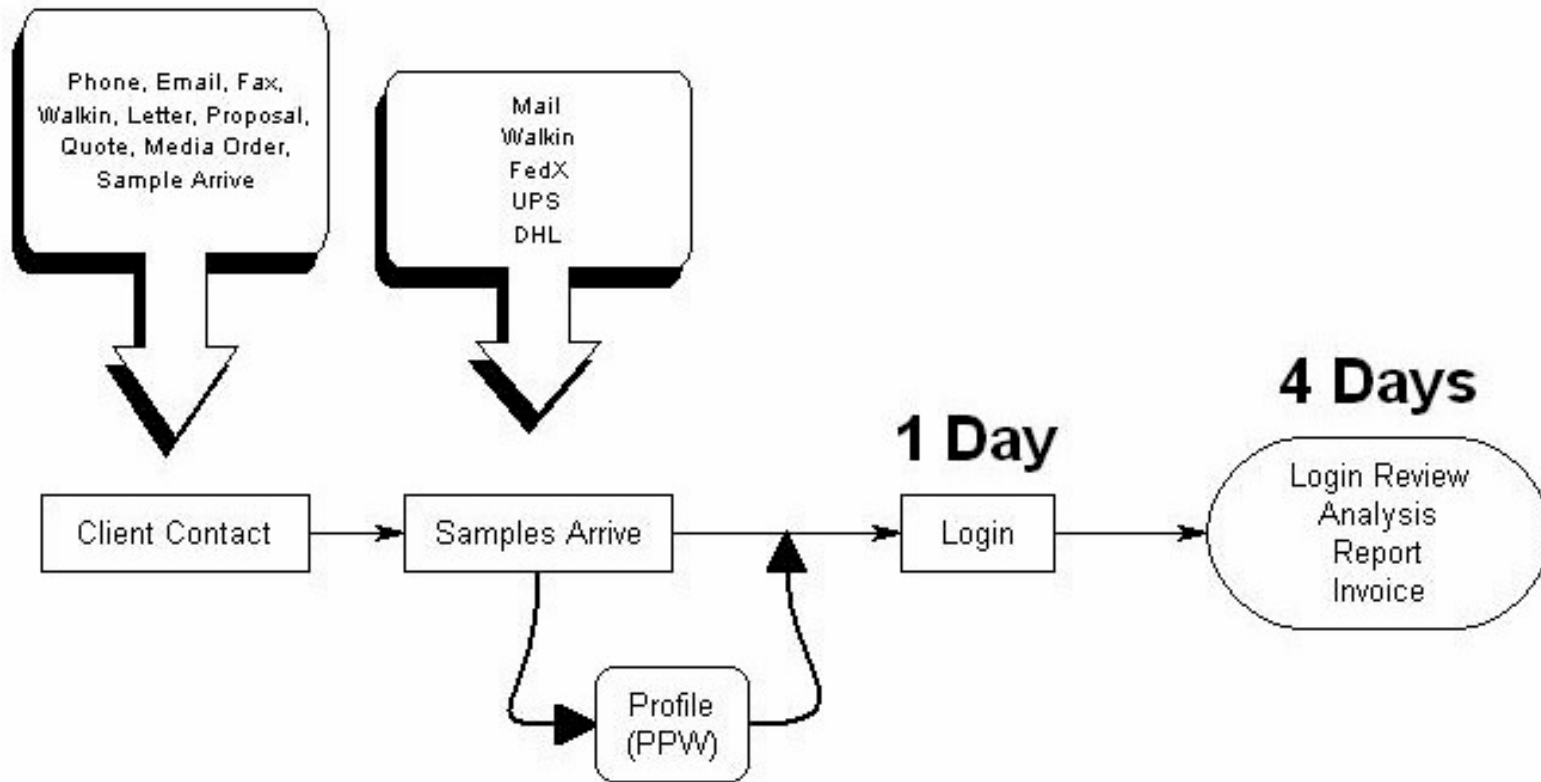 Phone, Email, Fax,
Walkin, Letter, Proposal,
Quote, Media Order,
Sample Arrive
Mail
Walkin
FedX
UPS
DHL
Client Contact
Samples Arrive
Profile
(PPW)
1 Day
Login
4 Days
Login Review
Analysis
Report
Invoice